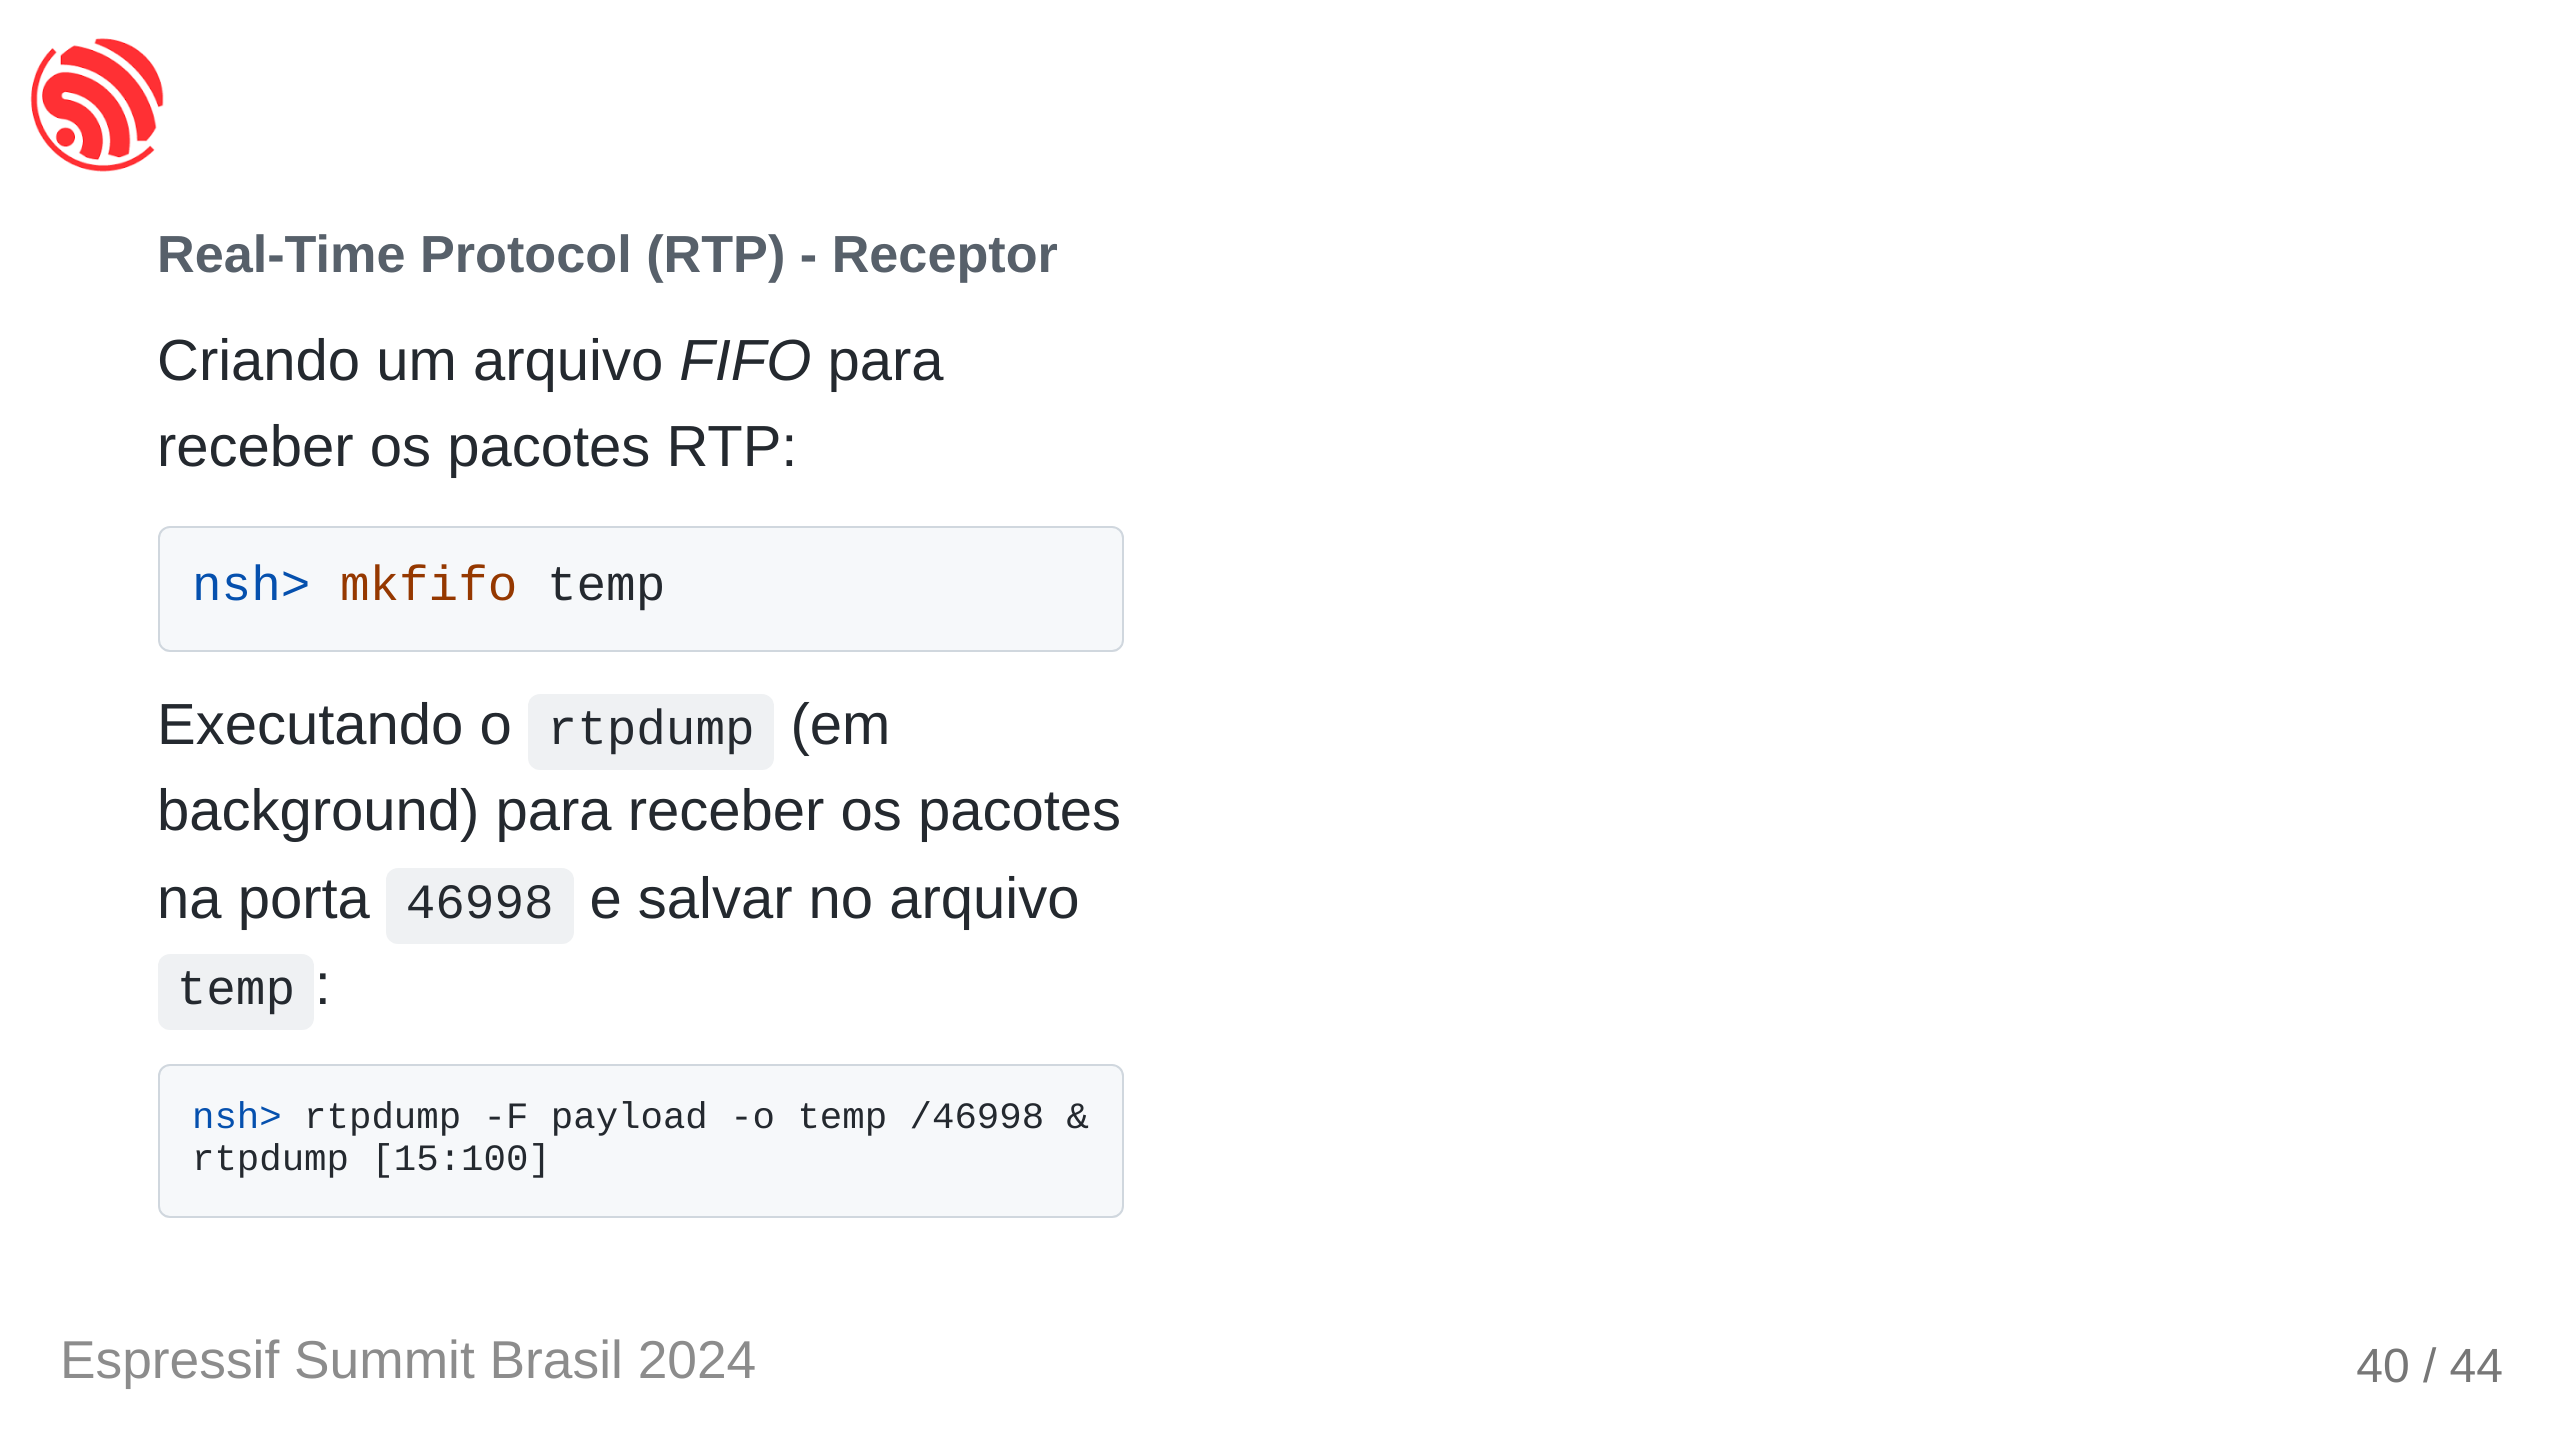 Real-Time Protocol (RTP) - Receptor
Criando um arquivo FIFO para
receber os pacotes RTP:
nsh> mkfifo temp
Executando o rtpdump (em
background) para receber os pacotes
na porta 46998 e salvar no arquivo
temp :
nsh> rtpdump -F payload -o temp /46998 &
rtpdump [15:100]
Espressif Summit Brasil 2024
40 / 44